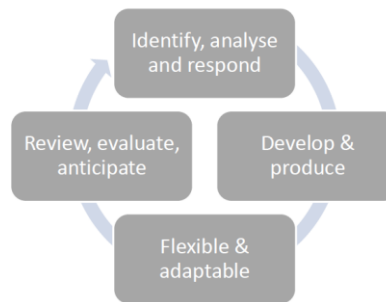 Identify, analyse
and respond
Develop &
produce
Flexible &
adaptable
Review, evaluate,
anticipate